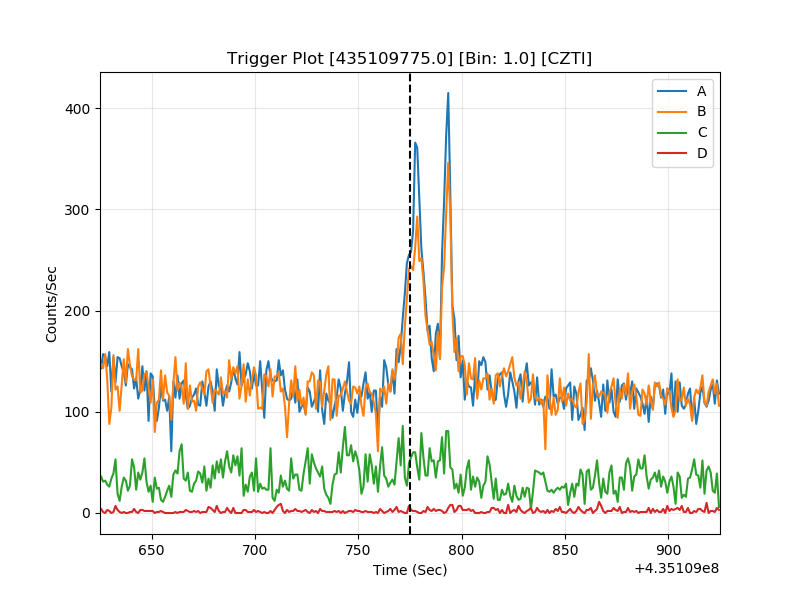 Trigger Plot [435109775.0] [Bin: 1.0] [CZTI]
A
B
C
D
400
300
200
100
0
Counts/Sec
650 700 750 800 850 900
Time (Sec)
+4.35109e8